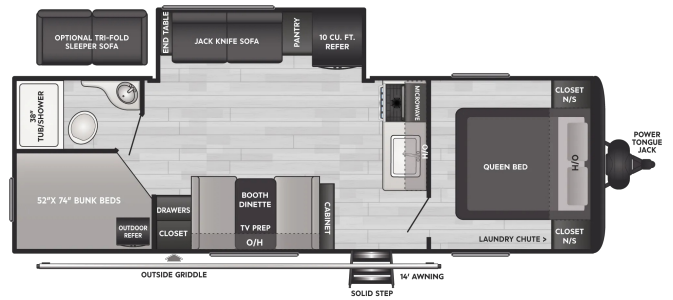 OPTIONAL TRI-FOLD
SLEEPER SOFA
END TABLE
JACK KNIFE SOFA
PANTRY
10 CU. FT.
REFER
38"
TUB/SHOWER
MICROWAVE
O/H
CLOSET
N/S
QUEEN BED
O/H
POWER
TONGUE
JACK
52"X 74" BUNK BEDS
OUTDOOR
REFER
DRAWERS
CLOSET
BOOTH
DINETTE
TV PREP
O/H
CABINET
LAUNDRY CHUTE >
CLOSET
N/S
OUTSIDE GRIDDLE
14' AWNING
SOLID STEP